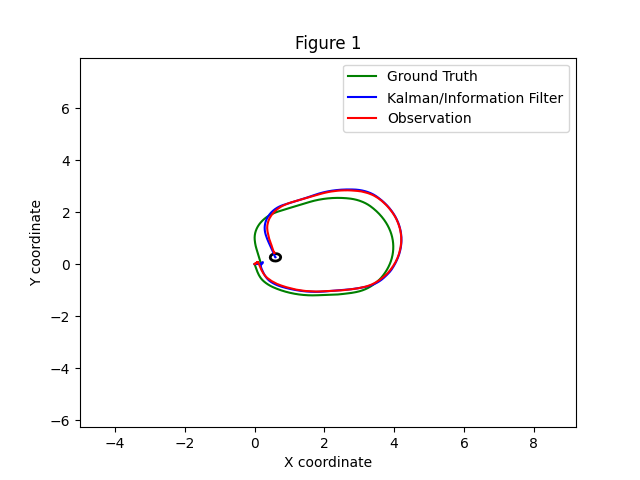 Figure 1
Ground Truth
Kalman/Information Filter
Observation
Y coordinate
6
4
2
0
−2
−4
−6
−4 −2 0 2 4 6 8
X coordinate